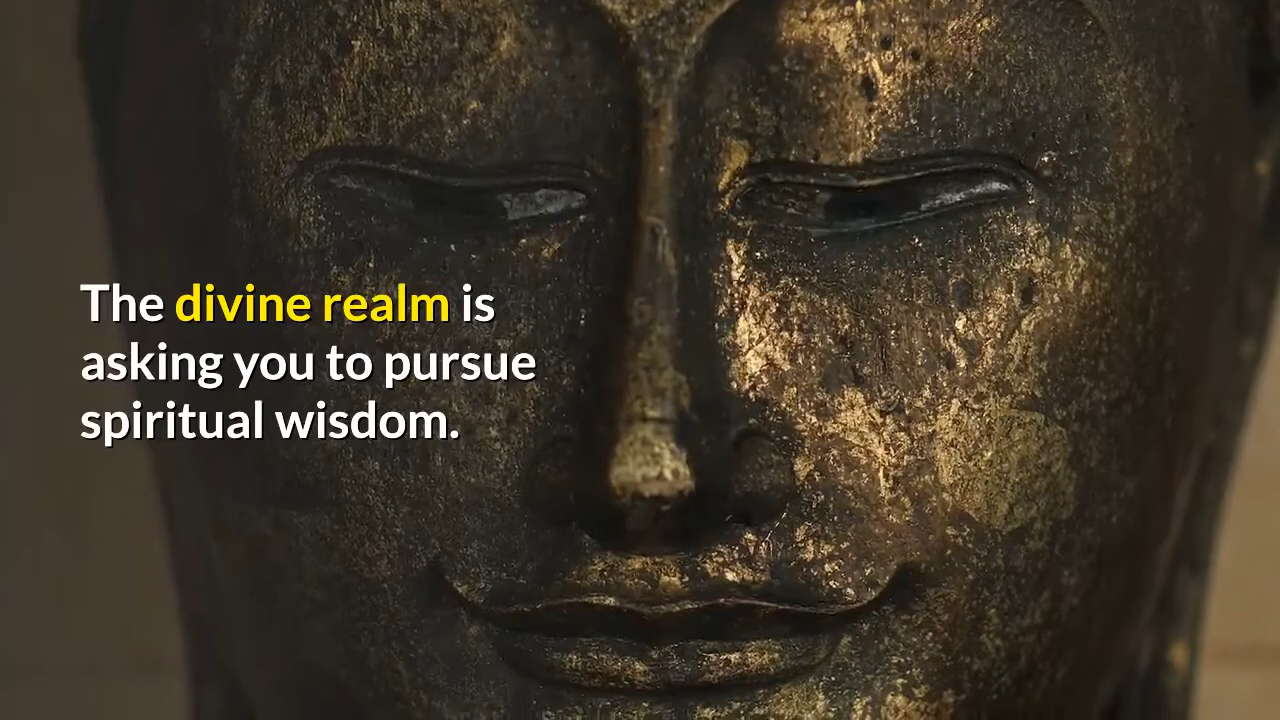 The divine realm is
asking you to pursue
spiritual wisdom.